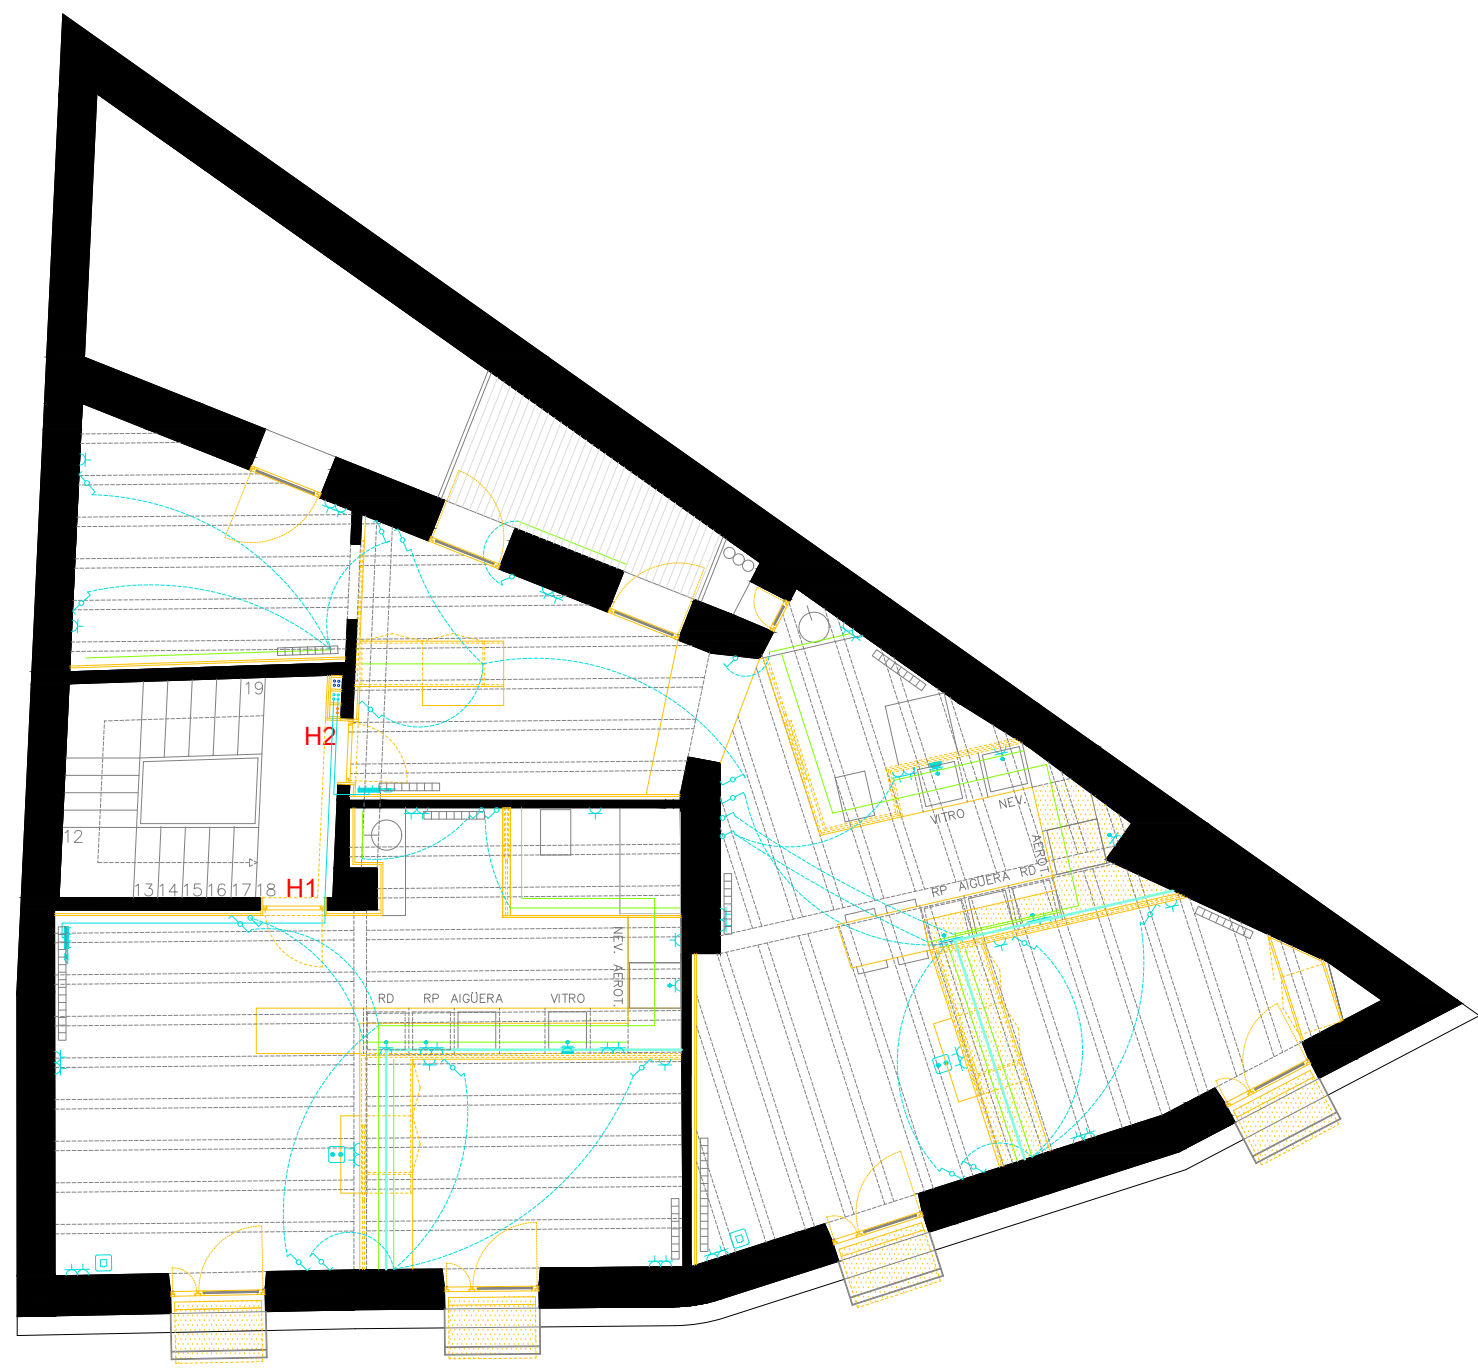 19
H2
12
VITRO
NEV.
AEROT.
RP AIGÜERA RD
13 14 15 16 17 18
H1
NEV. AEROT.
RD RP AIGÜERA VITRO